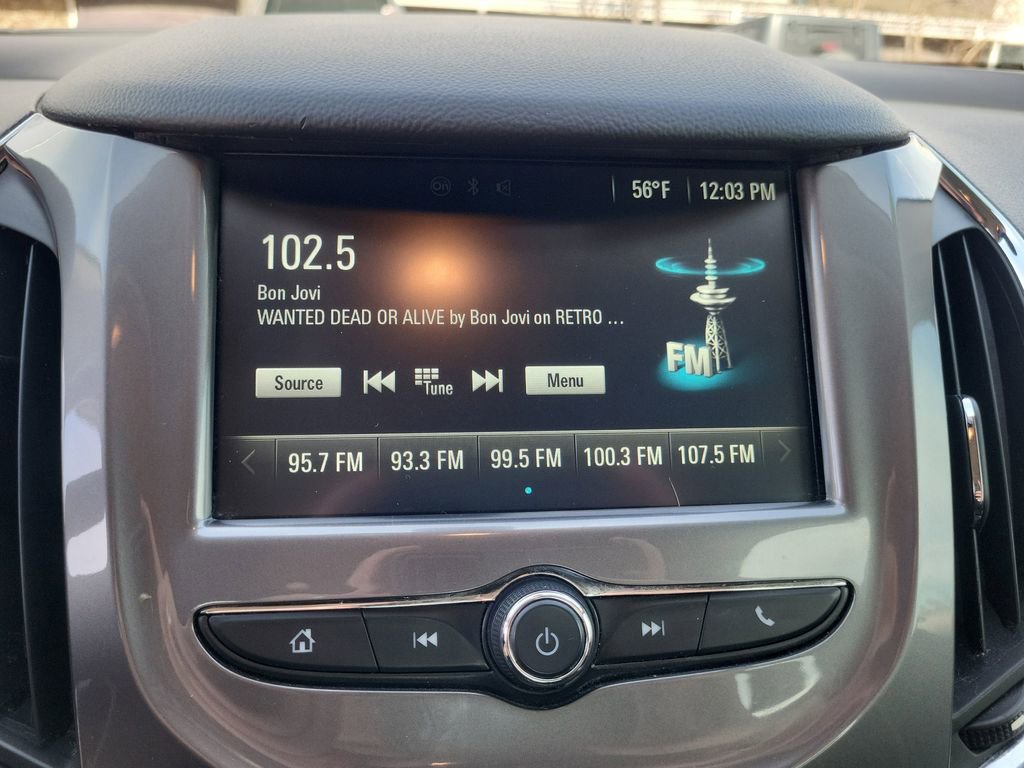 On
56°F
12:03 PM
102.5
Bon Jovi
WANTED DEAD OR ALIVE by Bon Jovi on RETRO ...
FM
Source
Tune
Menu
95.7 FM 93.3 FM 99.5 FM 100.3 FM 107.5 FM